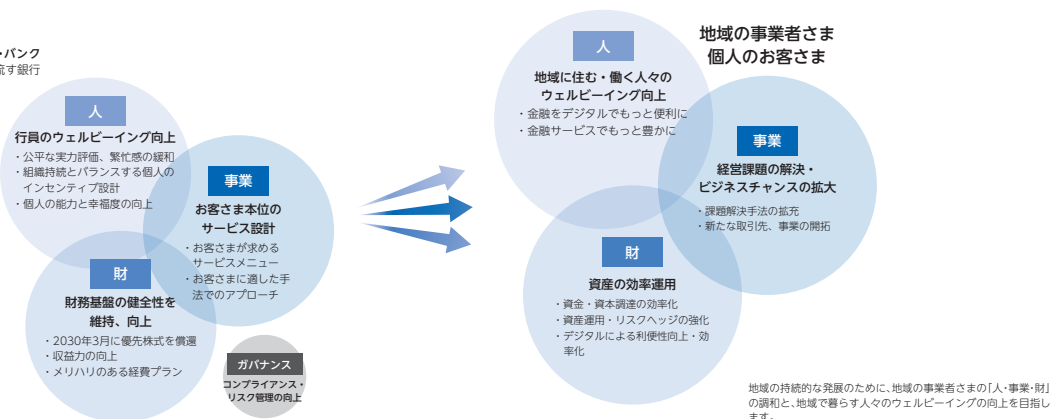 ・バンク
流す銀行
人
行員のウェルビーイング向上
・公平な実力評価、繁忙感の緩和
・組織持続とバランスする個人の
インセンティブ設計
・個人の能力と幸福度の向上
事業
お客さま本位の
サービス設計
・お客さまが求める
サービスメニュー
・お客さまに適した手
法でのアプローチ
財
財務基盤の健全性を
維持、向上
・2030年3月に優先株式を償還
・収益力の向上
・メリハリのある経費プラン
ガバナンス
コンプライアンス・
リスク管理の向上
地域の事業者さま
個人のお客さま
人
地域に住む・働く人々の
ウェルビーイング向上
・金融をデジタルでもっと便利に
・金融サービスでもっと豊かに
事業
経営課題の解決・
ビジネスチャンスの拡大
・課題解決手法の拡充
・新たな取引先、事業の開拓
財
資産の効率運用
・資金・資本調達の効率化
・資産運用・リスクヘッジの強化
・デジタルによる利便性向上・効
率化
地域の持続的な発展のために、地域の事業者さまの「人・事業・財」
の調和と、地域で暮らす人々のウェルビーイングの向上を目指し
ます。